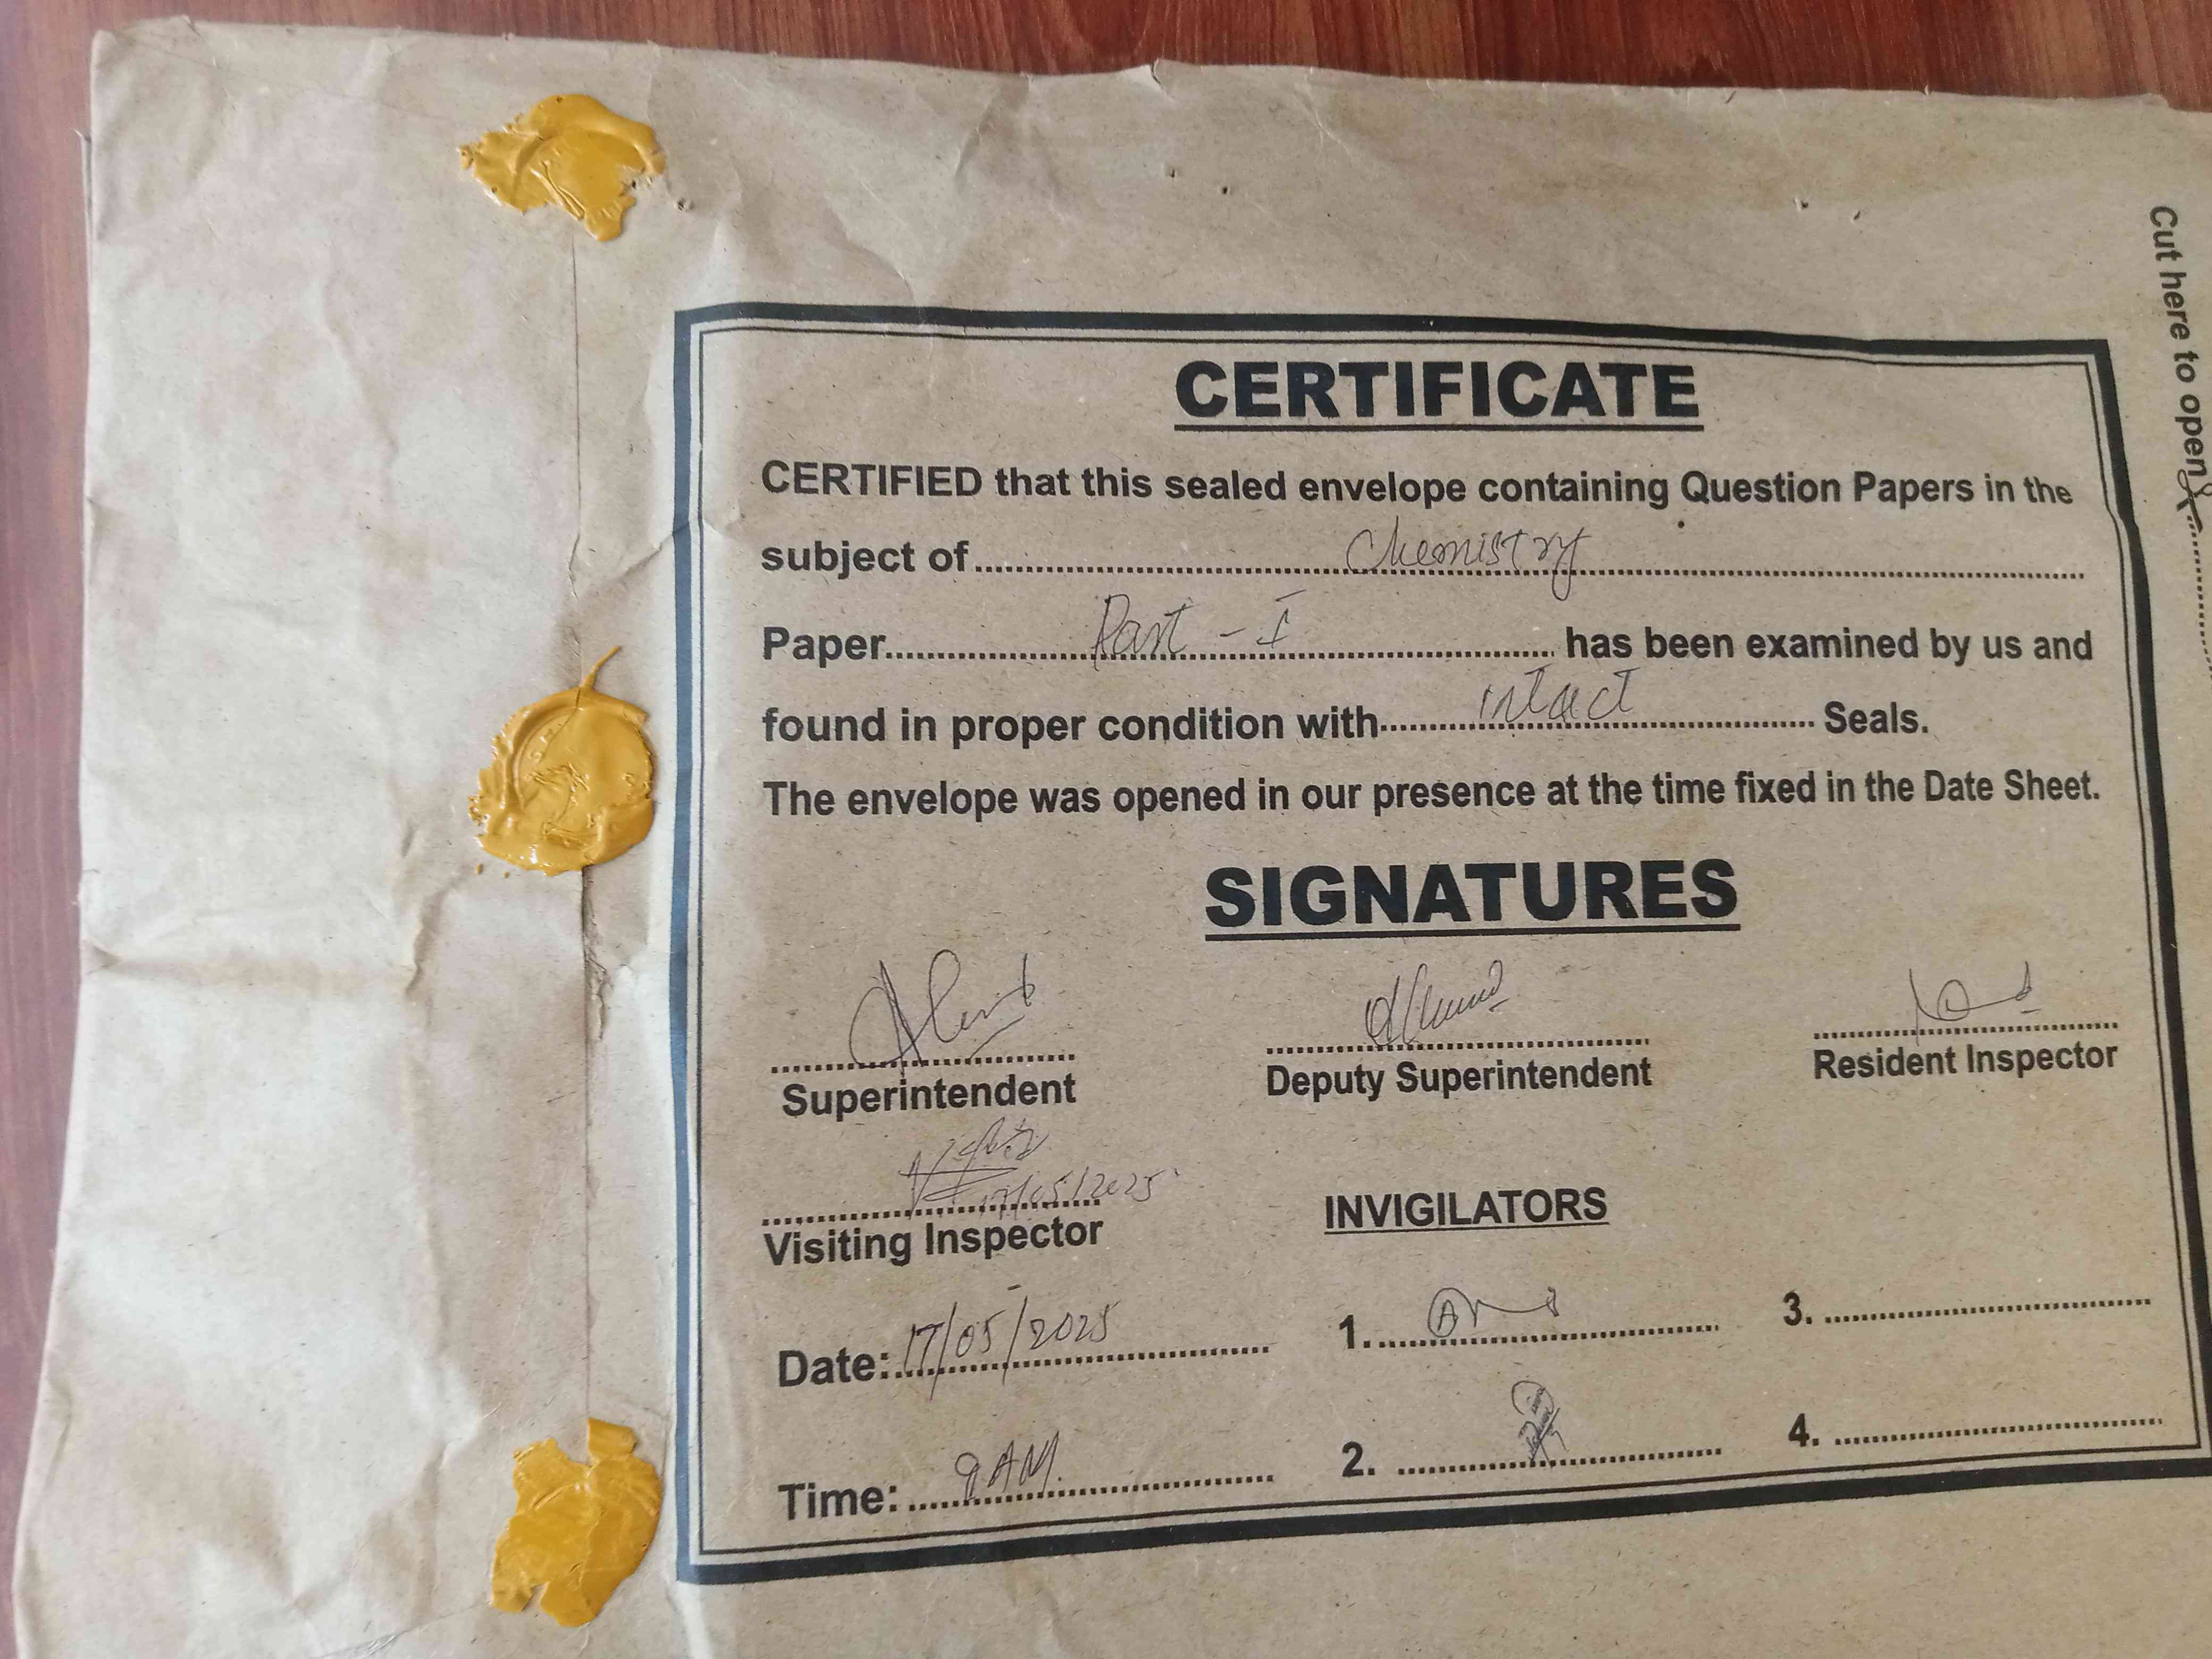 CERTIFICATE
CERTIFIED that this sealed envelope containing Question Papers in the
subject of Chemistry
Paper Part - I has been examined by us and
found in proper condition with intact Seals.
The envelope was opened in our presence at the time fixed in the Date Sheet.
SIGNATURES
Superintendent
Deputy Superintendent
Resident Inspector
17/05/2025
Visiting Inspector
INVIGILATORS
Date: 17/05/2025
1.
3.
Time: 9 AM.
2.
4.
Cut here to open